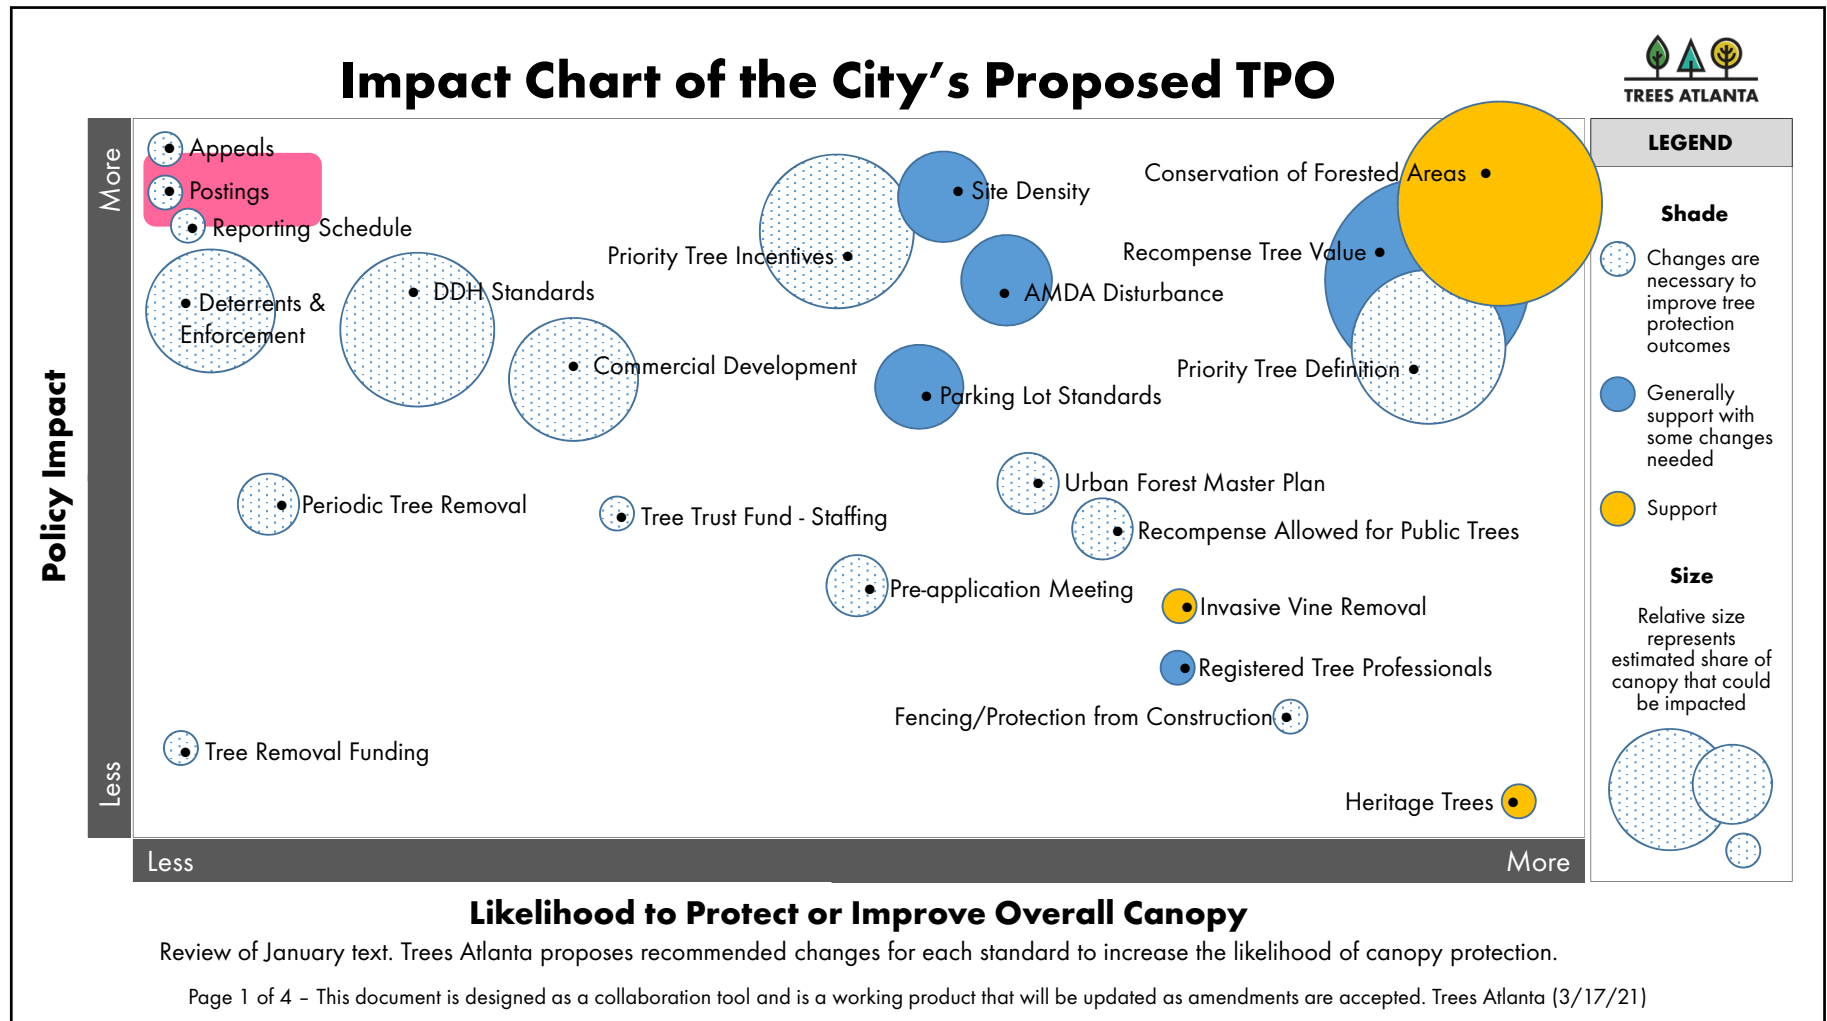 Impact Chart of the City's Proposed TPO
TREES ATLANTA
More
Policy Impact
Less
Appeals
Postings
Reporting Schedule
Deterrents &
Enforcement
DDH Standards
Commercial Development
Priority Tree Incentives
Site Density
AMDA Disturbance
Parking Lot Standards
Conservation of Forested Areas
Recompense Tree Value
Priority Tree Definition
Periodic Tree Removal
Tree Trust Fund - Staffing
Urban Forest Master Plan
Recompense Allowed for Public Trees
Pre-application Meeting
Invasive Vine Removal
Registered Tree Professionals
Fencing/Protection from Construction
Tree Removal Funding
Heritage Trees
LEGEND
Shade
Changes are
necessary to
improve tree
protection
outcomes
Generally
support with
some changes
needed
Support
Size
Relative size
represents
estimated share of
canopy that could
be impacted
Less
More
Likelihood to Protect or Improve Overall Canopy
Review of January text. Trees Atlanta proposes recommended changes for each standard to increase the likelihood of canopy protection.
Page 1 of 4 – This document is designed as a collaboration tool and is a working product that will be updated as amendments are accepted. Trees Atlanta (3/17/21)